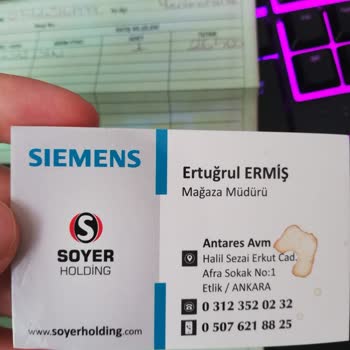 SIEMENS
S
SOYER
HOLDİNG
www.soyerholding.com
Ertuğrul ERMİŞ
Mağaza Müdürü
Antares Avm
Halil Sezai Erkut Cad.
Afra Sokak No:1
Etlik / ANKARA
0 312 352 02 32
0 507 621 88 25